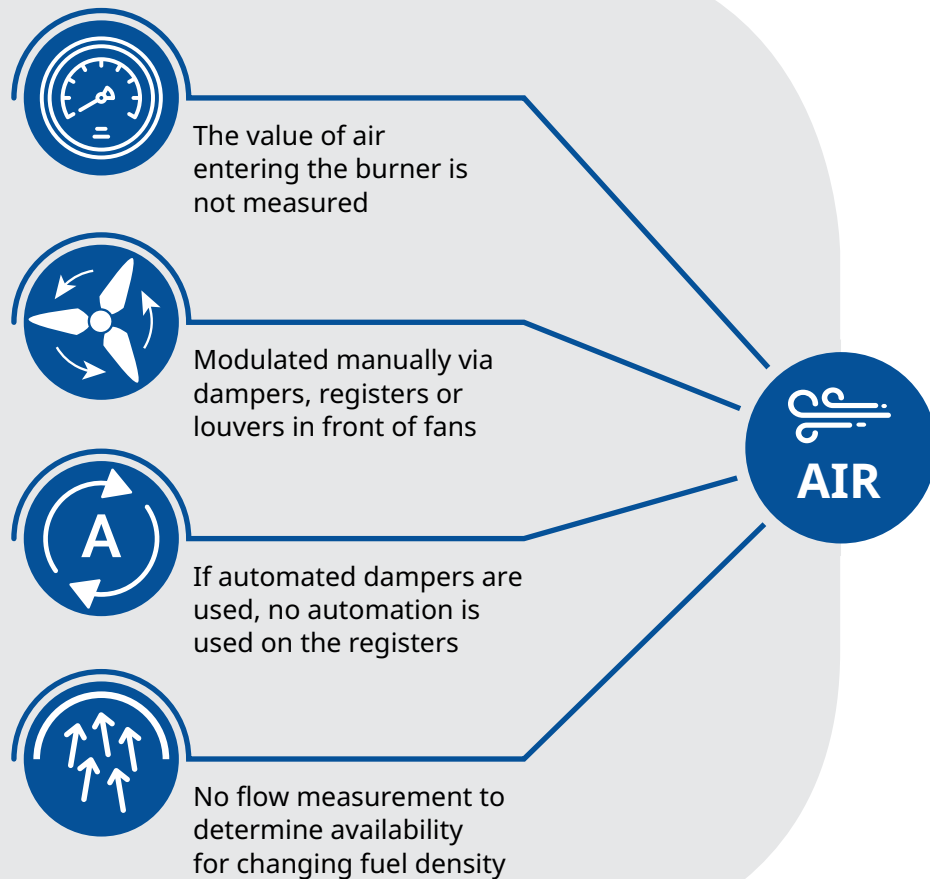 The value of air
entering the burner is
not measured
Modulated manually via
dampers, registers or
louvers in front of fans
AIR
A
If automated dampers are
used, no automation is
used on the registers
No flow measurement to
determine availability
for changing fuel density